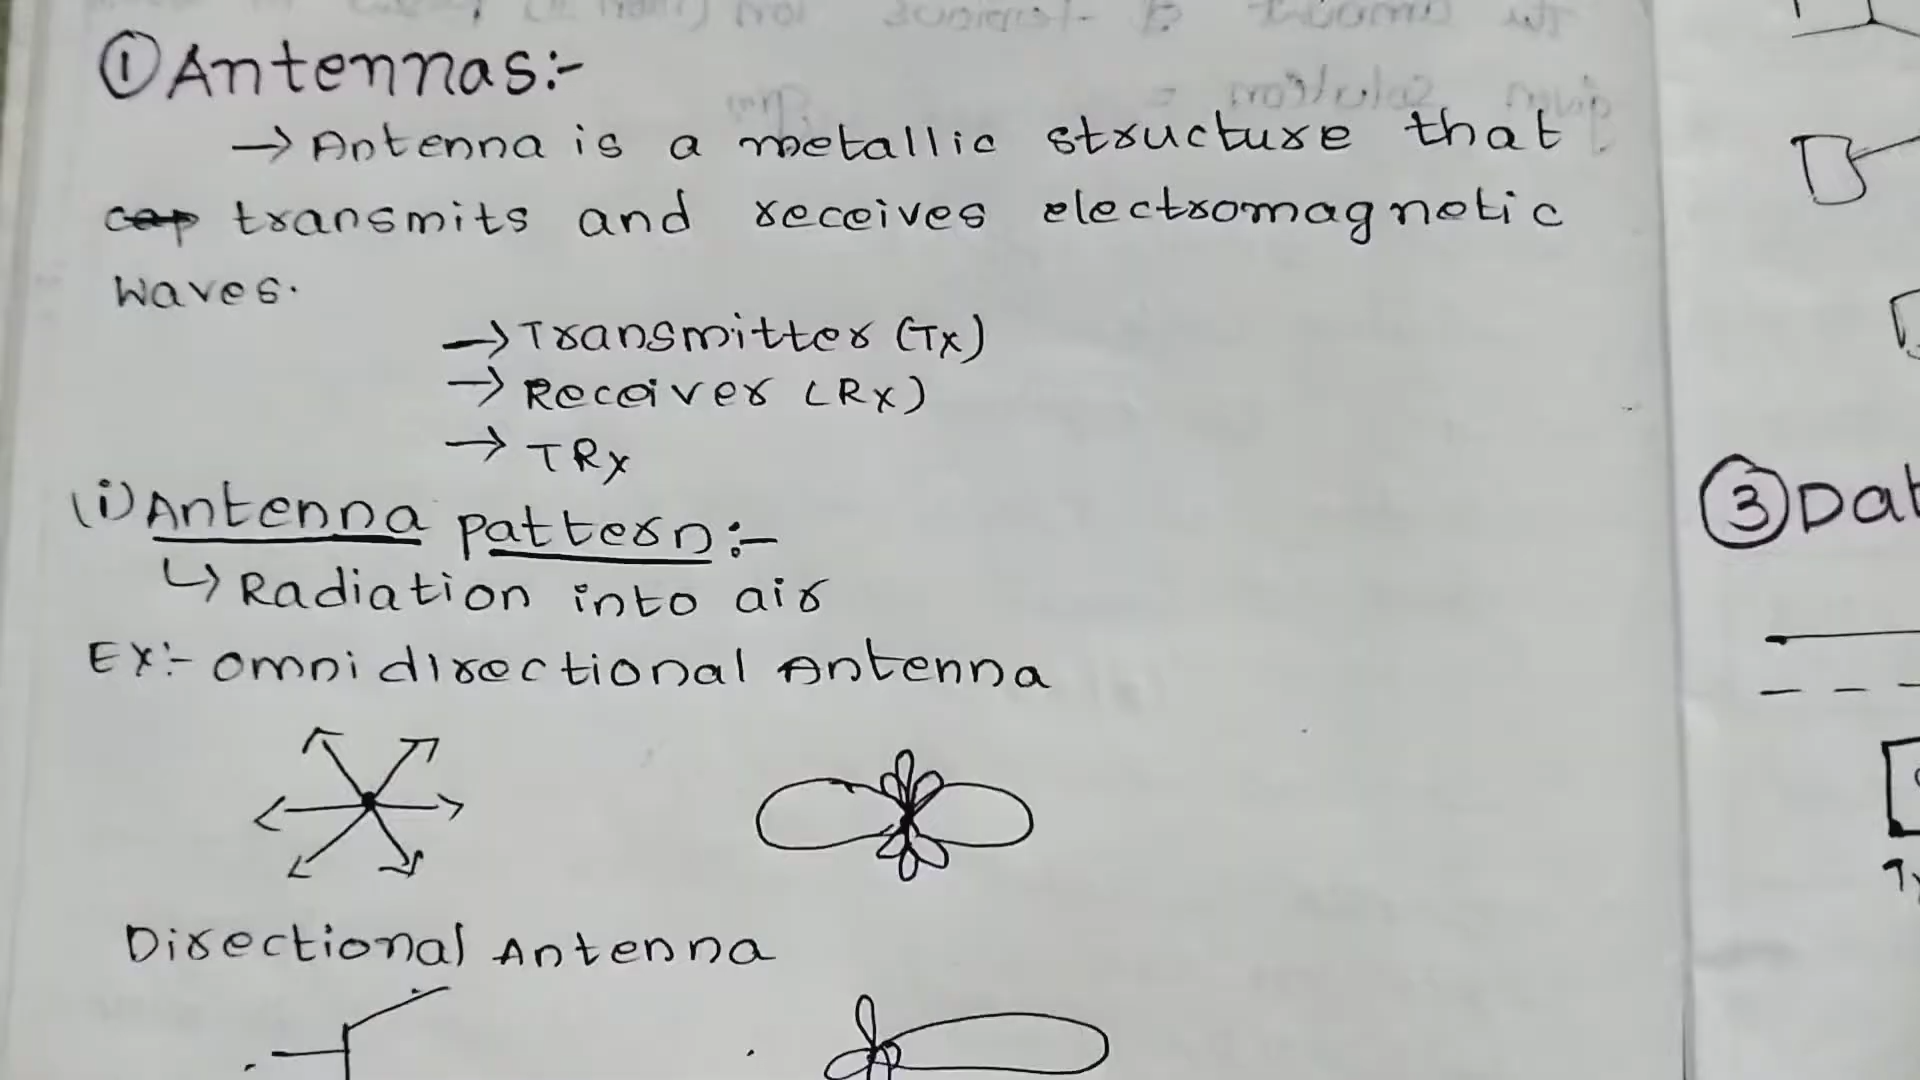 ① Antennas:-
→ Antenna is a metallic structure that
transmits and receives electromagnetic
waves.
→ Transmitter (Tx)
→ Receiver (Rx)
→ TRx
(i) Antenna pattern:-
↳ Radiation into air
Ex:- omnidirectional Antenna
Directional Antenna
③ Dat